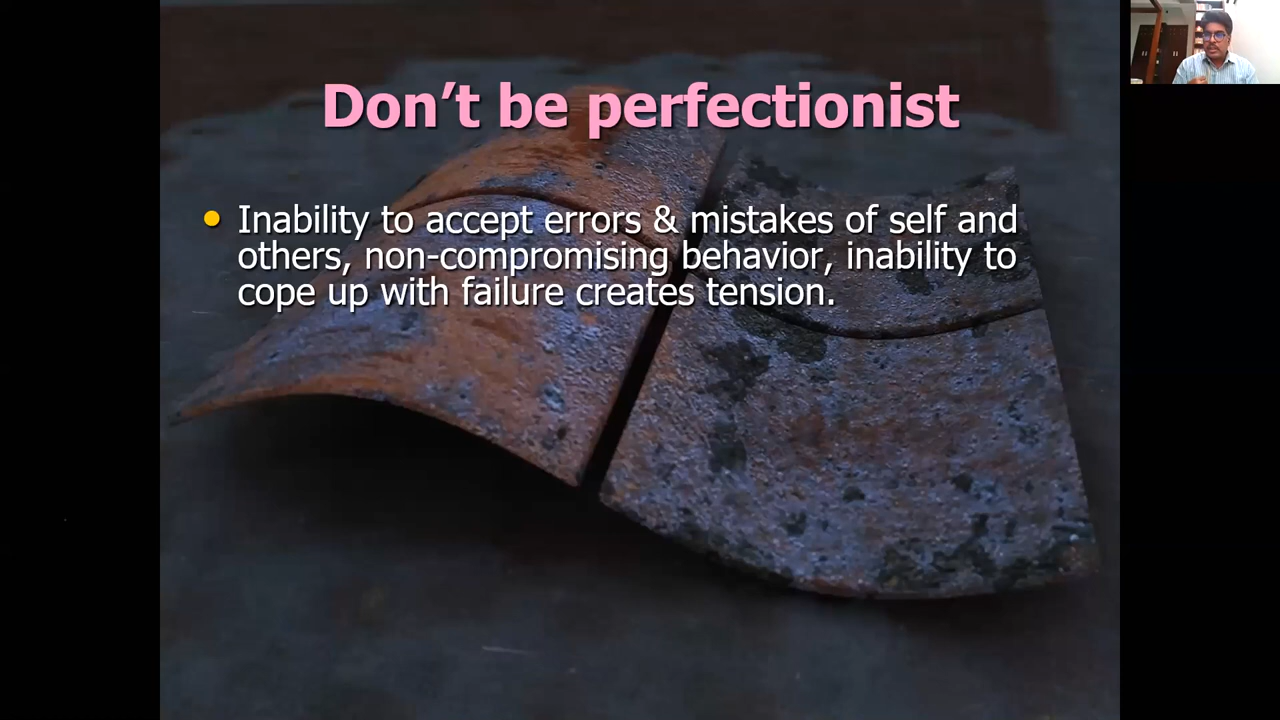 Don’t be perfectionist
Inability to accept errors & mistakes of self and
others, non-compromising behavior, inability to
cope up with failure creates tension.